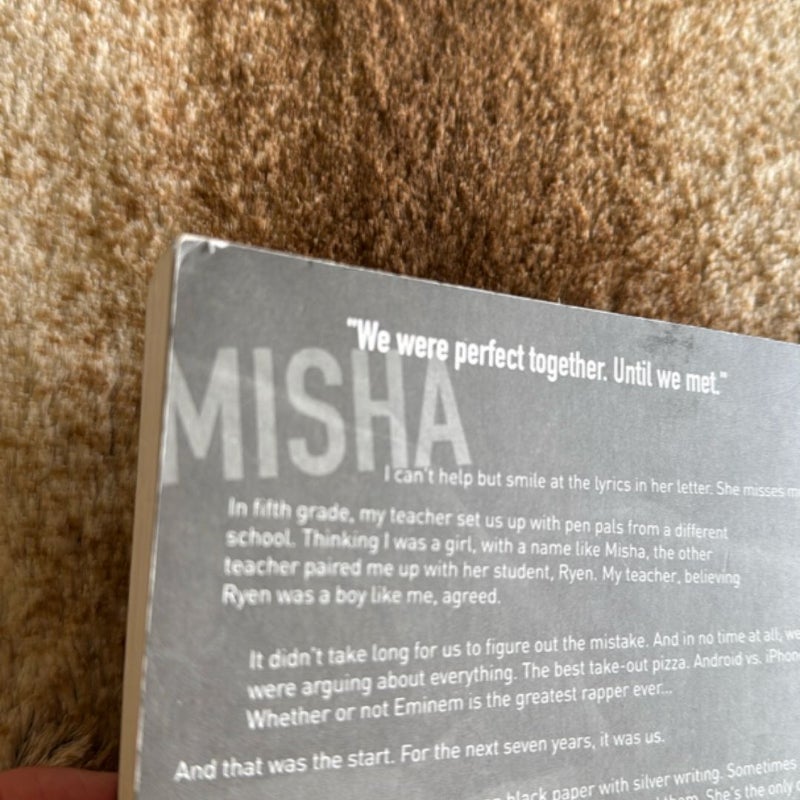 "We were perfect together. Until we met."
MISHA
I can't help but smile at the lyrics in her letter. She misses
In fifth grade, my teacher set us up with pen pals from a different
school. Thinking I was a girl, with a name like Misha, the other
teacher paired me up with her student, Ryen. My teacher, believing
Ryen was a boy like me, agreed.
It didn't take long for us to figure out the mistake. And in no time at all, we
were arguing about everything. The best take-out pizza. Android vs. iPhone
Whether or not Eminem is the greatest rapper ever...
And that was the start. For the next seven years, it was us.
black paper with silver writing. Sometimes
them. She's the only